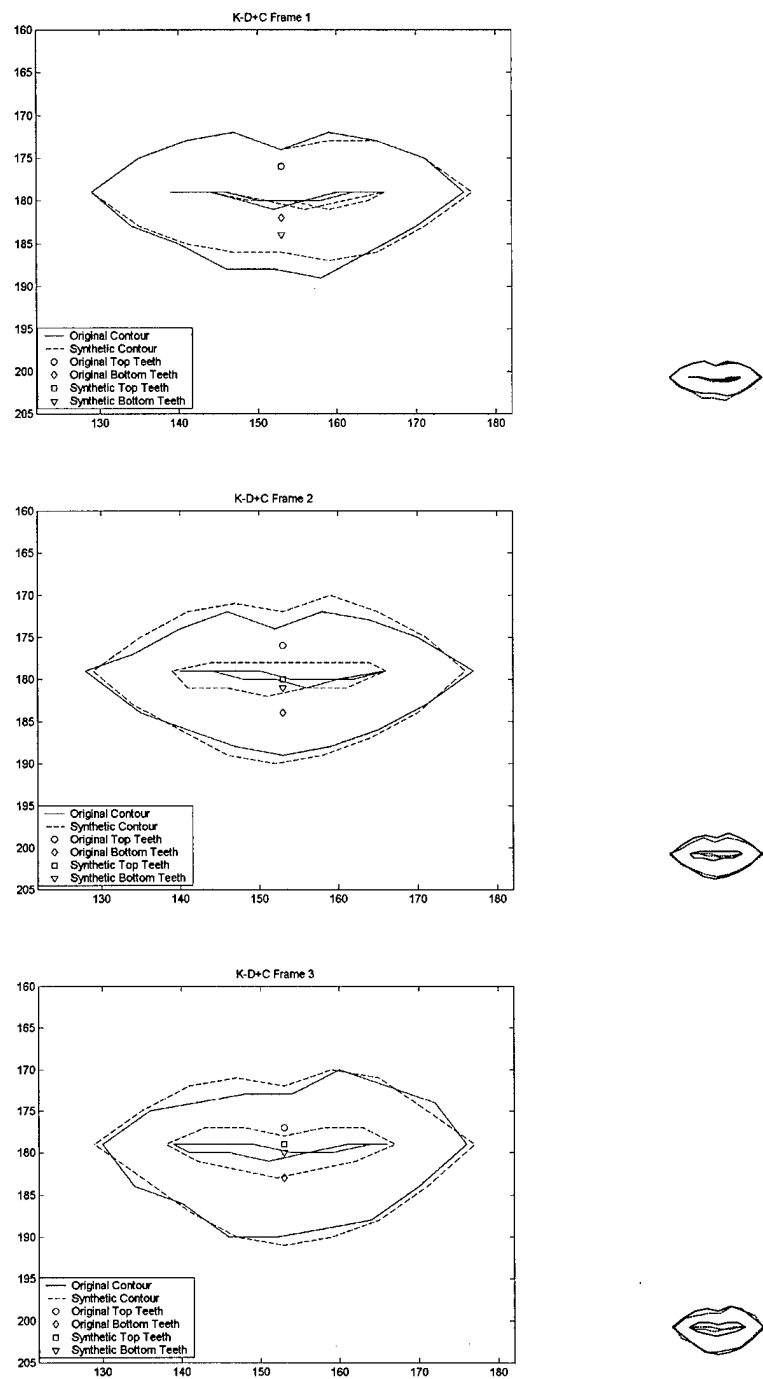 K-D+C Frame 1
160
165
170
175
180
185
190
195
200
205
Original Contour
Synthetic Contour
Original Top Teeth
Original Bottom Teeth
Synthetic Top Teeth
Synthetic Bottom Teeth
130 140 150 160 170 180
K-D+C Frame 2
160
165
170
175
180
185
190
195
200
205
Original Contour
Synthetic Contour
Original Top Teeth
Original Bottom Teeth
Synthetic Top Teeth
Synthetic Bottom Teeth
130 140 150 160 170 180
K-D+C Frame 3
160
165
170
175
180
185
190
195
200
205
Original Contour
Synthetic Contour
Original Top Teeth
Original Bottom Teeth
Synthetic Top Teeth
Synthetic Bottom Teeth
130 140 150 160 170 180